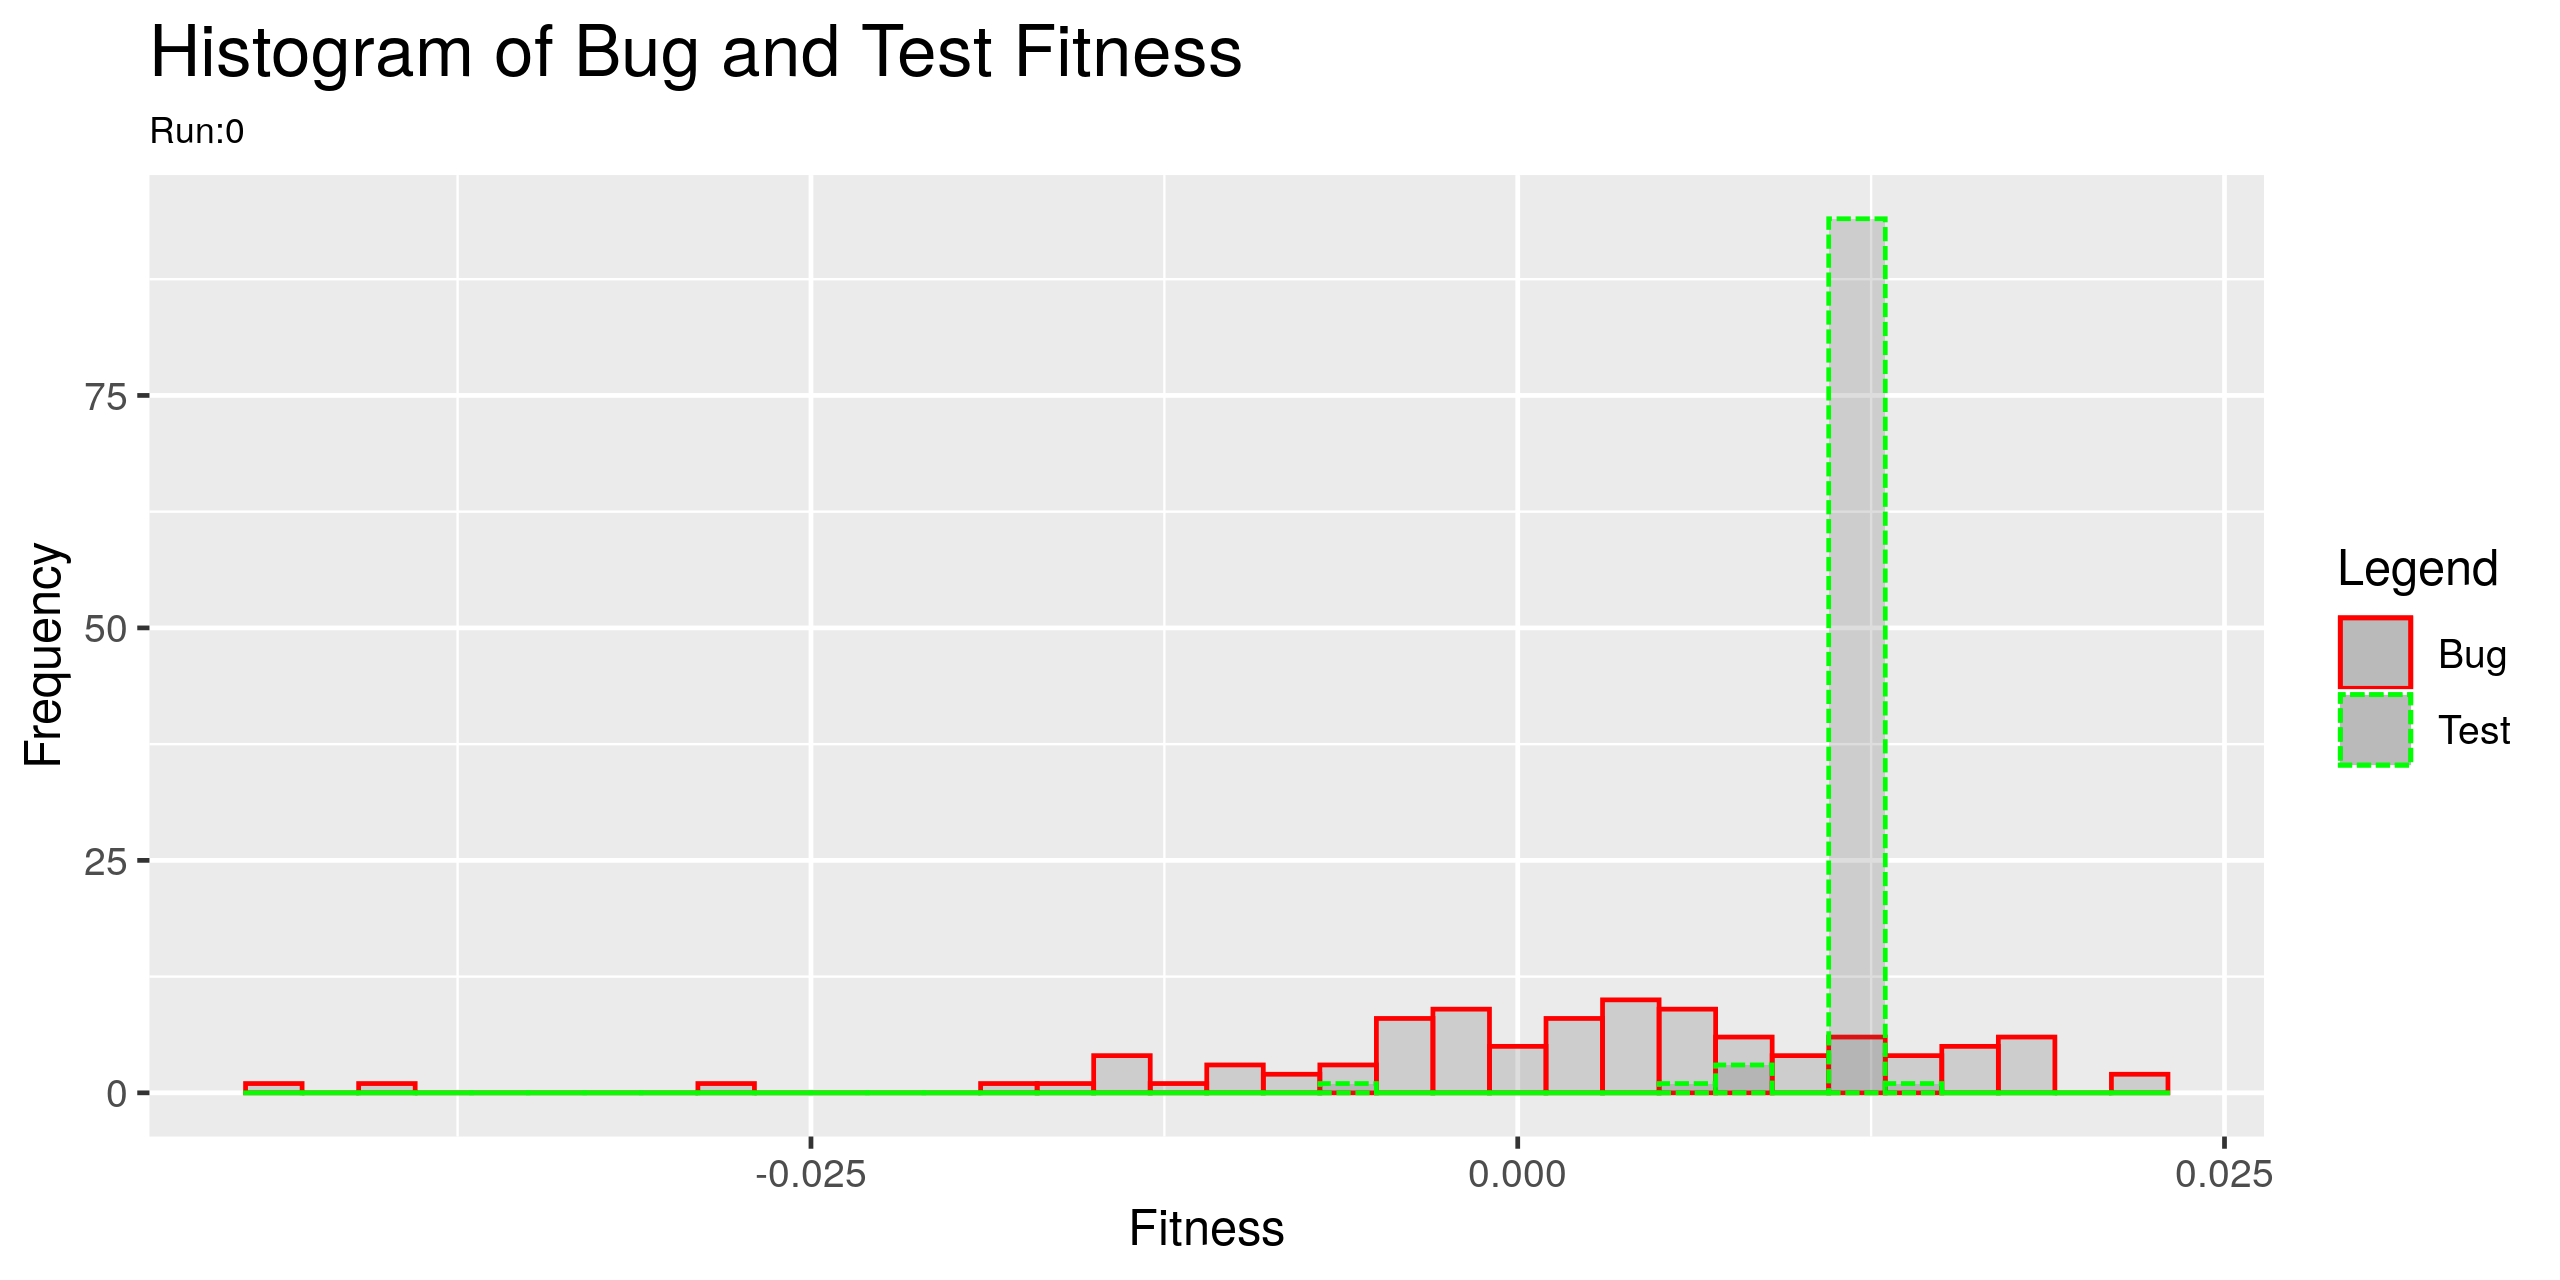 Histogram of Bug and Test Fitness
Run:0
Frequency
75
50
25
0
-0.025
0.000
0.025
Fitness
Legend
Bug
Test